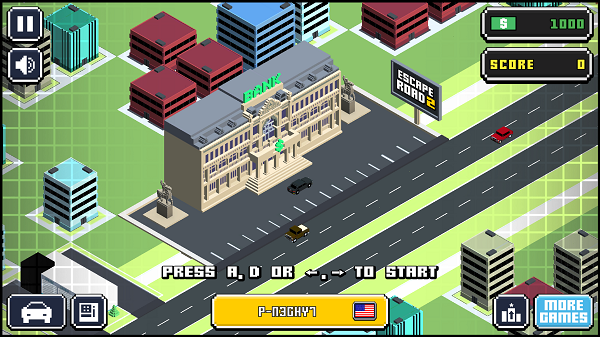 $ 1000
SCORE 0
BANK
ESCAPE
ROAD 2
PRESS A, D OR ←,→ TO START
P-N3GHY7
MORE
GAMES